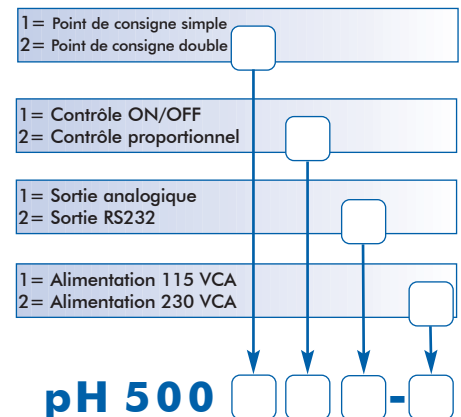 1= Point de consigne simple
2= Point de consigne double
1= Contrôle ON/OFF
2= Contrôle proportionnel
1= Sortie analogique
2= Sortie RS232
1= Alimentation 115 VCA
2= Alimentation 230 VCA
pH 500 -